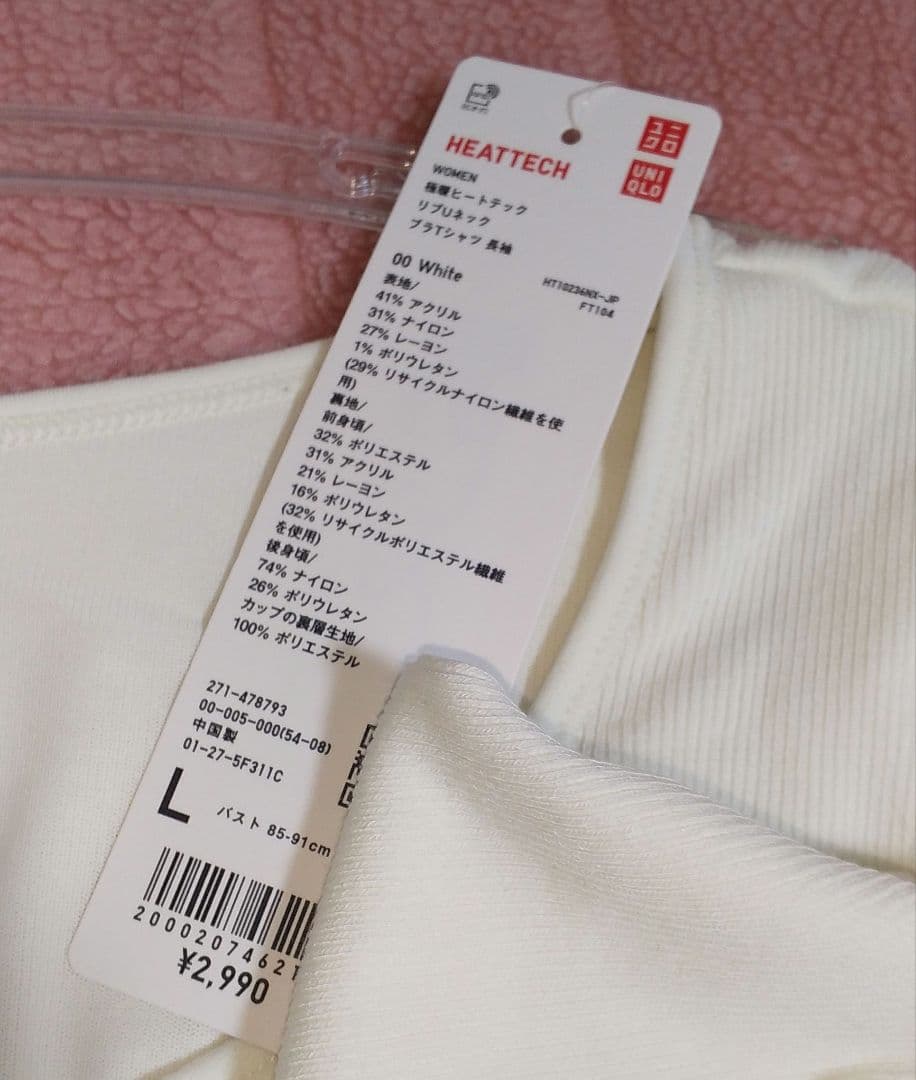 ユニ
クロ
UNI
QLO
HEATTECH
WOMEN
極暖ヒートテック
リブUネック
ブラTシャツ 長袖
00 White
HT10236NX-JP
FT104
表地/
41% アクリル
31% ナイロン
27% レーヨン
1% ポリウレタン
(29% リサイクルナイロン繊維を使
用)
裏地/
前身頃/
32% ポリエステル
31% アクリル
21% レーヨン
16% ポリウレタン
(32% リサイクルポリエステル繊維
を使用)
後身頃/
74% ナイロン
26% ポリウレタン
カップの裏層生地/
100% ポリエステル
271-478793
00-005-000(54-08)
中国製
01-27-5F311C
L バスト 85-91cm
2000207462
¥2,990